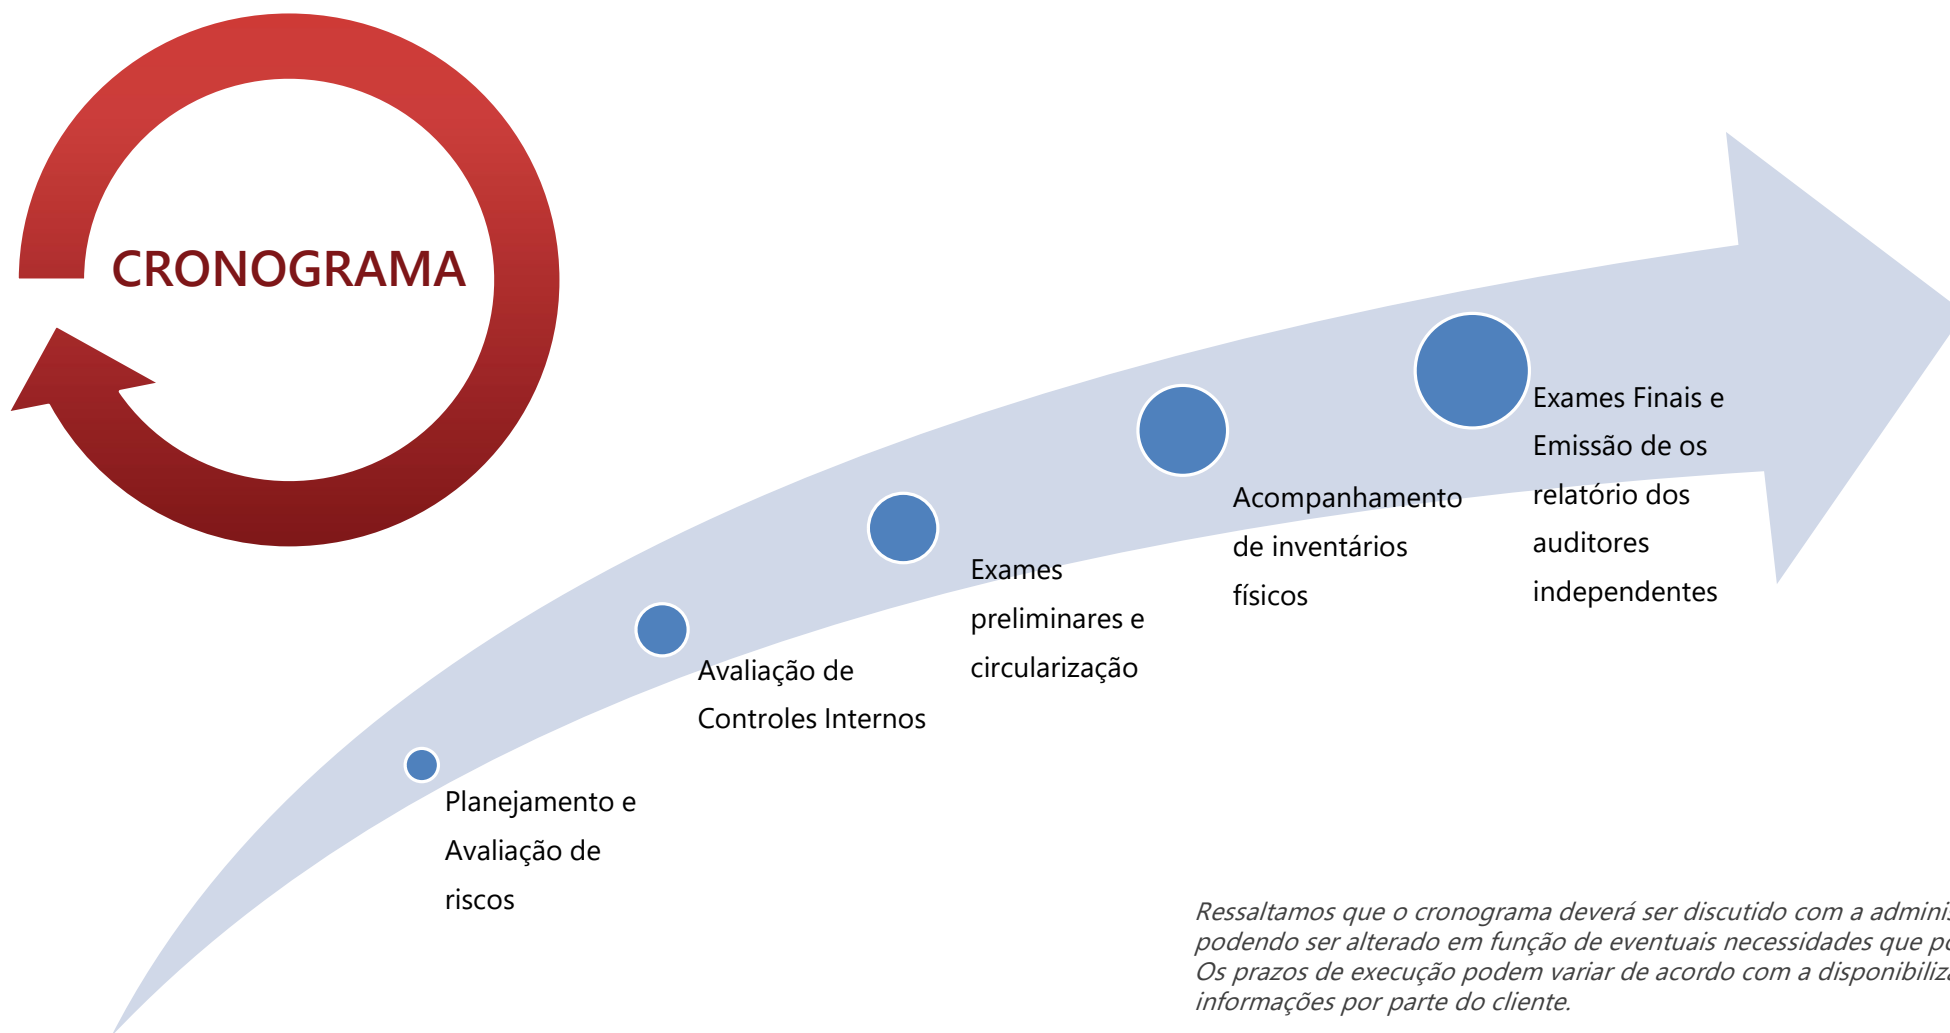 CRONOGRAMA
Planejamento e
Avaliação de
riscos
Avaliação de
Controles Internos
Exames
preliminares e
circularização
Acompanhamento
de inventários
físicos
Exames Finais e
Emissão de os
relatório dos
auditores
independentes
Ressaltamos que o cronograma deverá ser discutido com a
podendo ser alterado em função de eventuais necessidades que
Os prazos de execução podem variar de acordo com a
informações por parte do cliente.